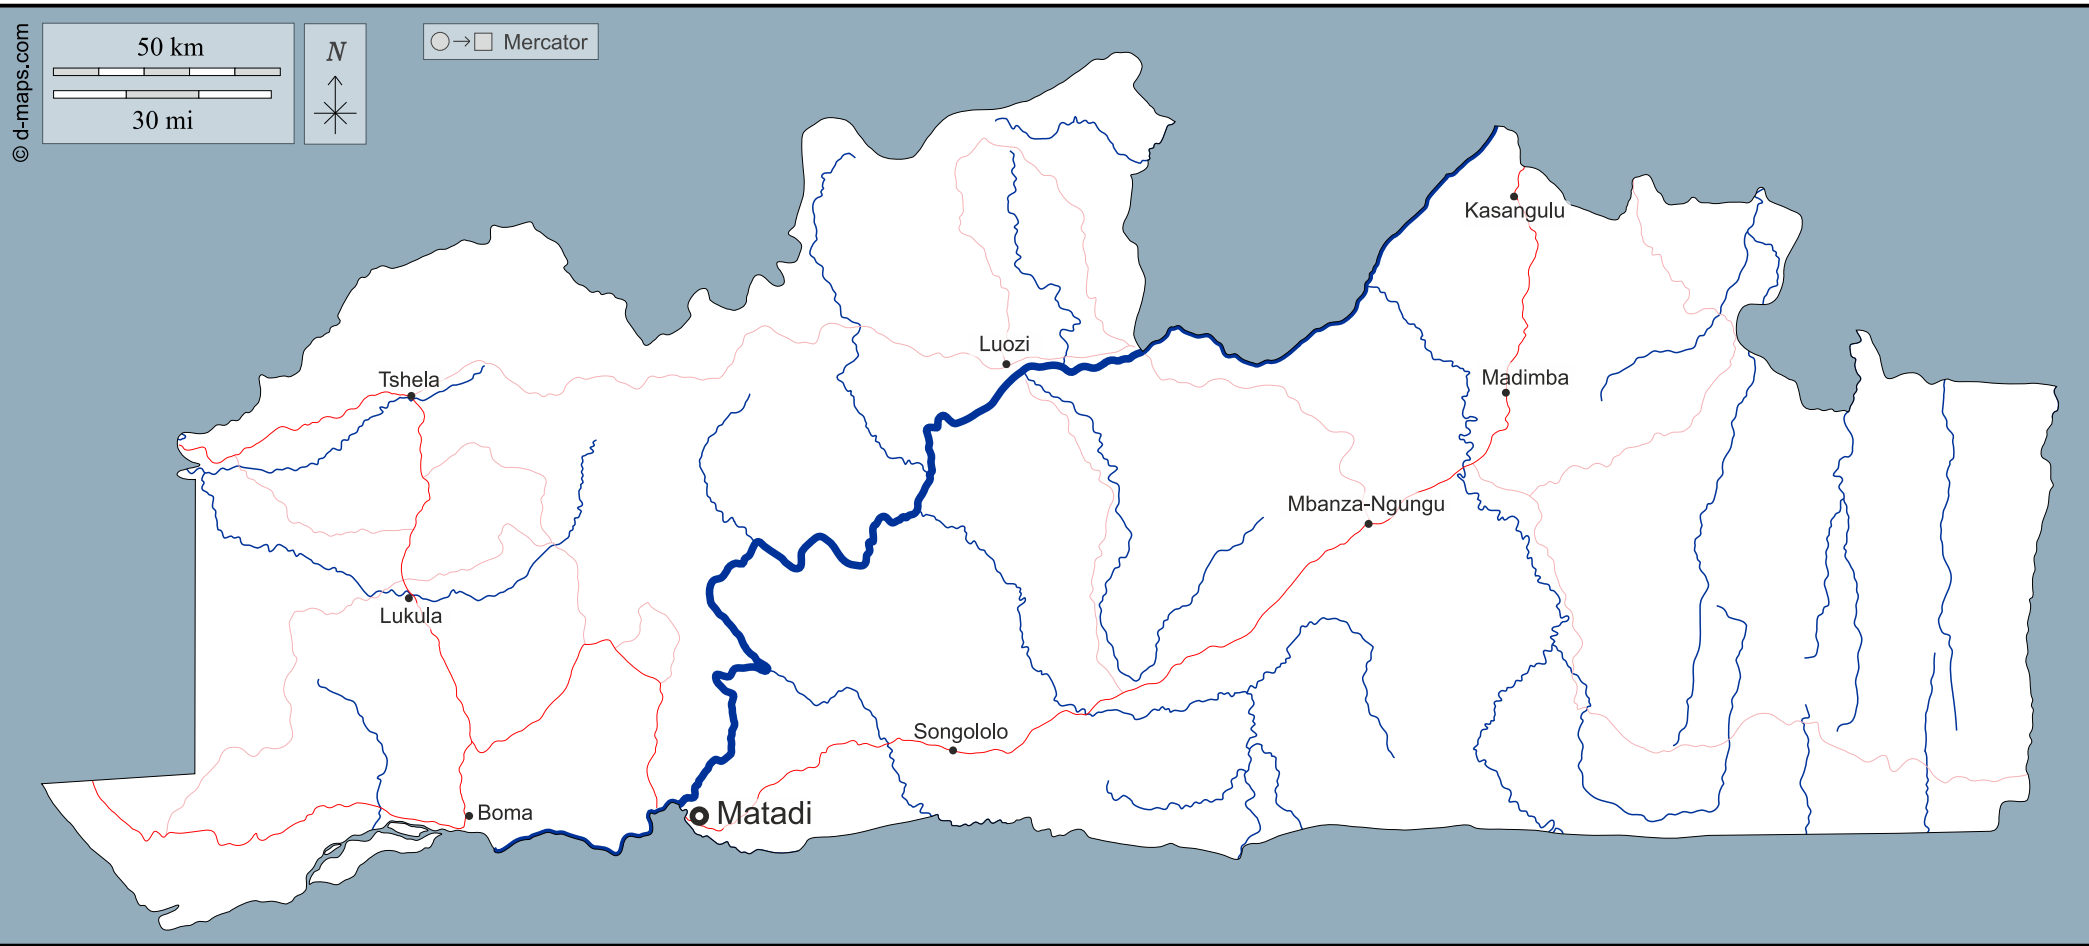 © d-maps.com
50 km
30 mi
N
Mercator
Kasangulu
Luozi
Tshela
Madimba
Mbanza-Ngungu
Lukula
Songololo
Boma
Matadi